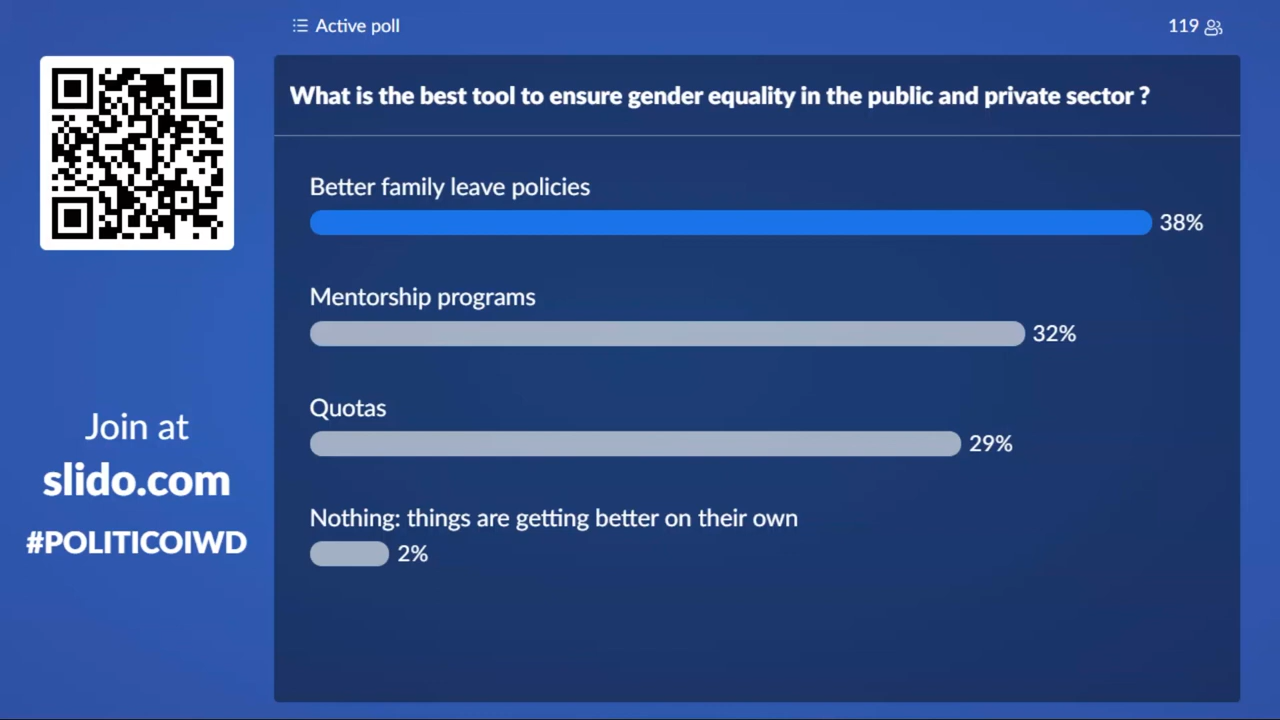 Active poll
119
What is the best tool to ensure gender equality in the public and private sector ?
Better family leave policies
38%
Mentorship programs
32%
Quotas
29%
Nothing: things are getting better on their own
2%
Join at
slido.com
#POLITICOIWD